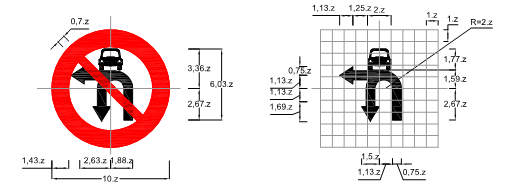 0,7.z
3,36.z
6,03.z
2,67.z
1,43.z
2,63.z
1,88.z
10.z
1,13.z
1,25.z
2.z
1.z
1.z
R=2.z
0,75.z
1,13.z
1,13.z
1,69.z
1,77.z
1,59.z
2,67.z
1,5.z
1,13.z
0,75.z